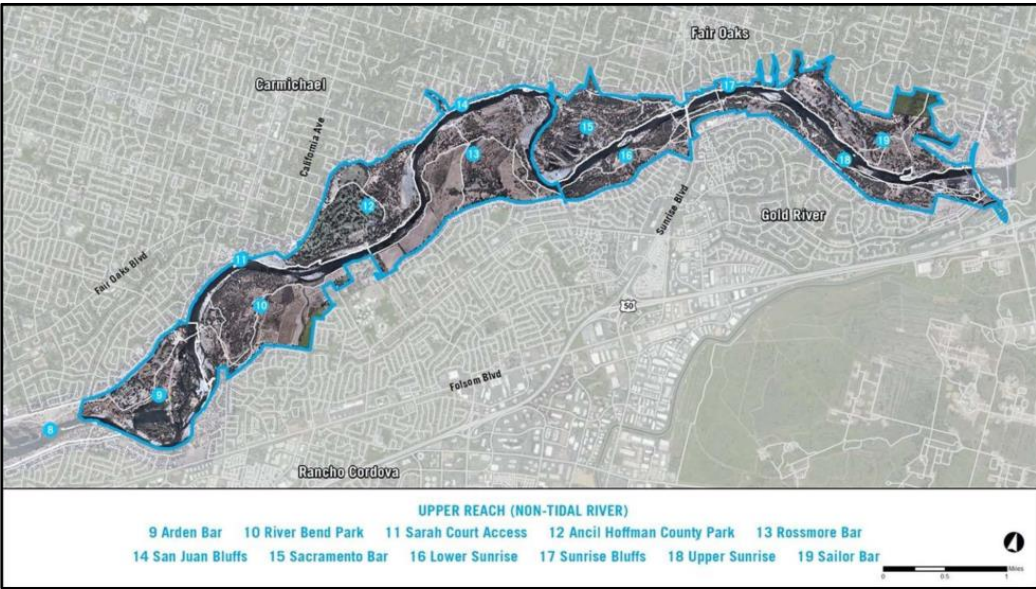 Fair Oaks
17
Carmichael
14
California Ave
15
19
13
16
18
12
Sunrise Blvd
Gold River
11
Fair Oaks Blvd
10
50
Folsom Blvd
9
8
Rancho Cordova
UPPER REACH (NON-TIDAL RIVER)
9 Arden Bar 10 River Bend Park 11 Sarah Court Access 12 Ancil Hoffman County Park 13 Rossmore Bar
14 San Juan Bluffs 15 Sacramento Bar 16 Lower Sunrise 17 Sunrise Bluffs 18 Upper Sunrise 19 Sailor Bar
Miles
0 0.5 1